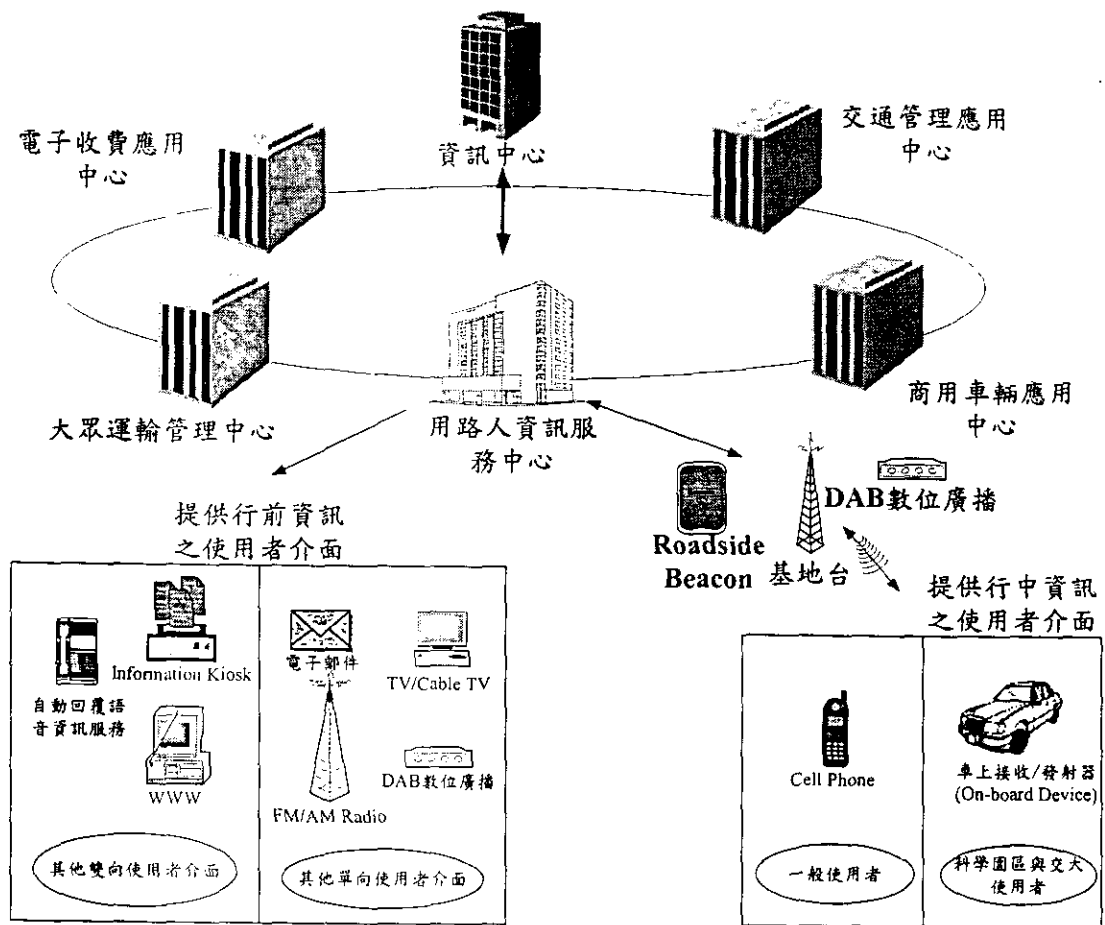 電子收費應用
中心
資訊中心
交通管理應用
中心
大眾運輸管理中心
用路人資訊服
務中心
商用車輛應用
中心
提供行前資訊
之使用者介面
Roadside
Beacon
基地台
DAB數位廣播
提供行中資訊
之使用者介面
Information Kiosk
自動回覆語
音資訊服務
WWW
其他雙向使用者介面
電子郵件
TV/Cable TV
FM/AM Radio
DAB數位廣播
其他單向使用者介面
Cell Phone
一般使用者
車上接收/發射器
(On-board Device)
科學園區與交大
使用者